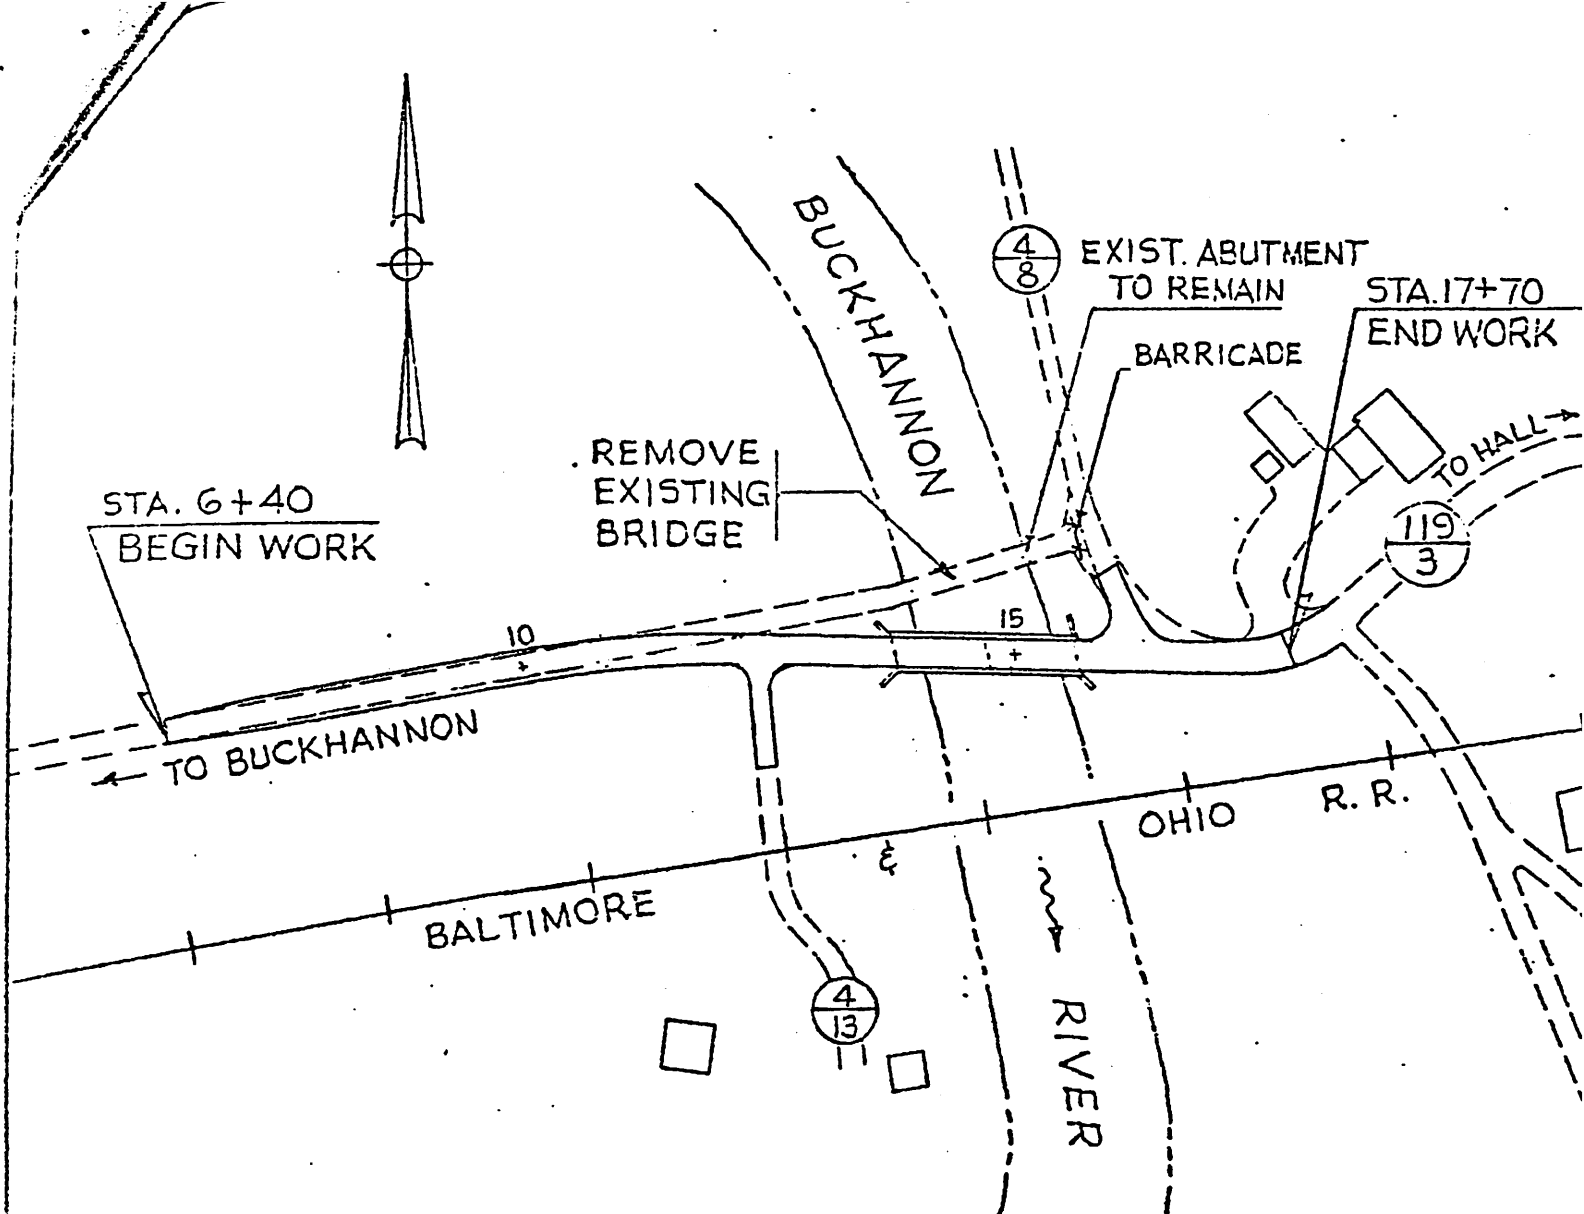 BUCKHANNON
4
8
EXIST. ABUTMENT
TO REMAIN
STA.17+70
END WORK
BARRICADE
REMOVE
EXISTING
BRIDGE
TO HALL
STA. 6+40
BEGIN WORK
119
3
10
15
TO BUCKHANNON
BALTIMORE
&
OHIO
R. R.
4
13
RIVER